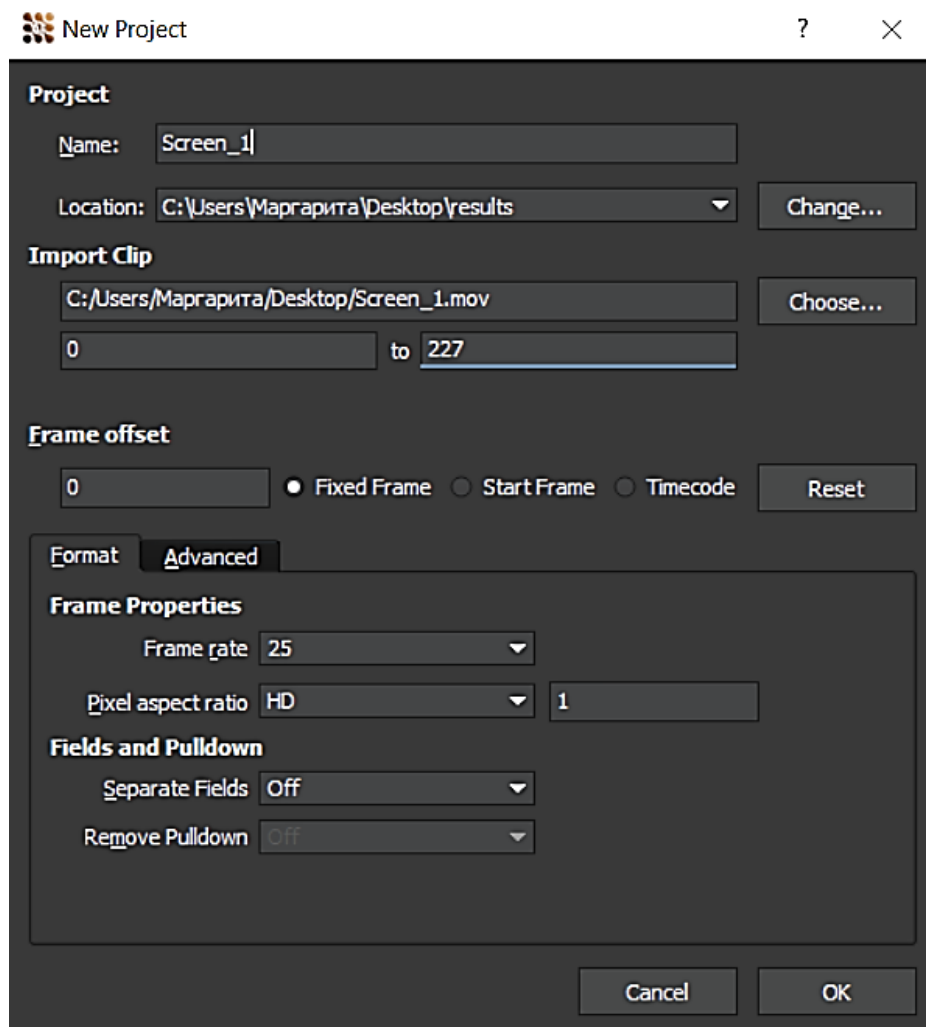 New Project ?
Project
Name: Screen_1
Location: C:\Users\Маргарита\Desktop\results Change...
Import Clip
C:/Users/Маргарита/Desktop/Screen_1.mov Choose...
0 to 227
Frame offset
0 Fixed Frame Start Frame Timecode Reset
Format Advanced
Frame Properties
Frame rate 25
Pixel aspect ratio HD 1
Fields and Pulldown
Separate Fields Off
Remove Pulldown Off
Cancel OK